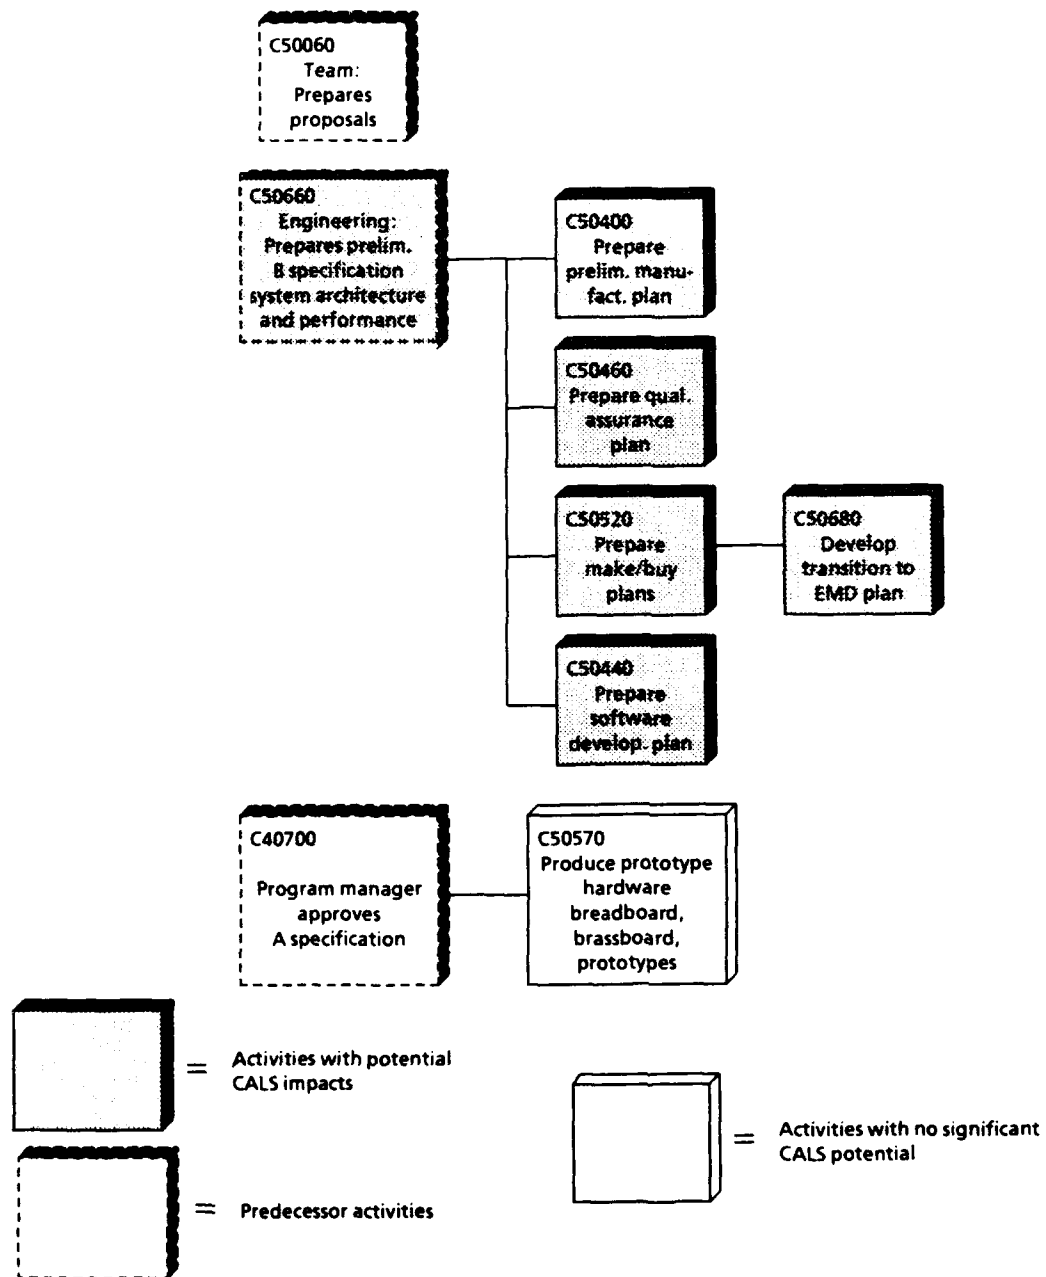 C50060
Team:
Prepares
proposals
C50660
Engineering:
Prepares prelim.
B specification
system architecture
and performance
C50400
Prepare
prelim. manu-
fact. plan
C50460
Prepare qual.
assurance
plan
C50520
Prepare
make/buy
plans
C50680
Develop
transition to
EMD plan
C50440
Prepare
software
develop. plan
C40700
Program manager
approves
A specification
C50570
Produce prototype
hardware
breadboard,
brassboard,
prototypes
= Activities with potential
CALS impacts
= Activities with no significant
CALS potential
= Predecessor activities